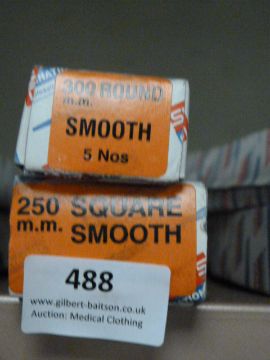 300 ROUND
m.m.
SMOOTH
5 Nos
250 SQUARE
m.m. SMOOTH
488
www.gilbert-baitson.co.uk
Auction: Medical Clothing